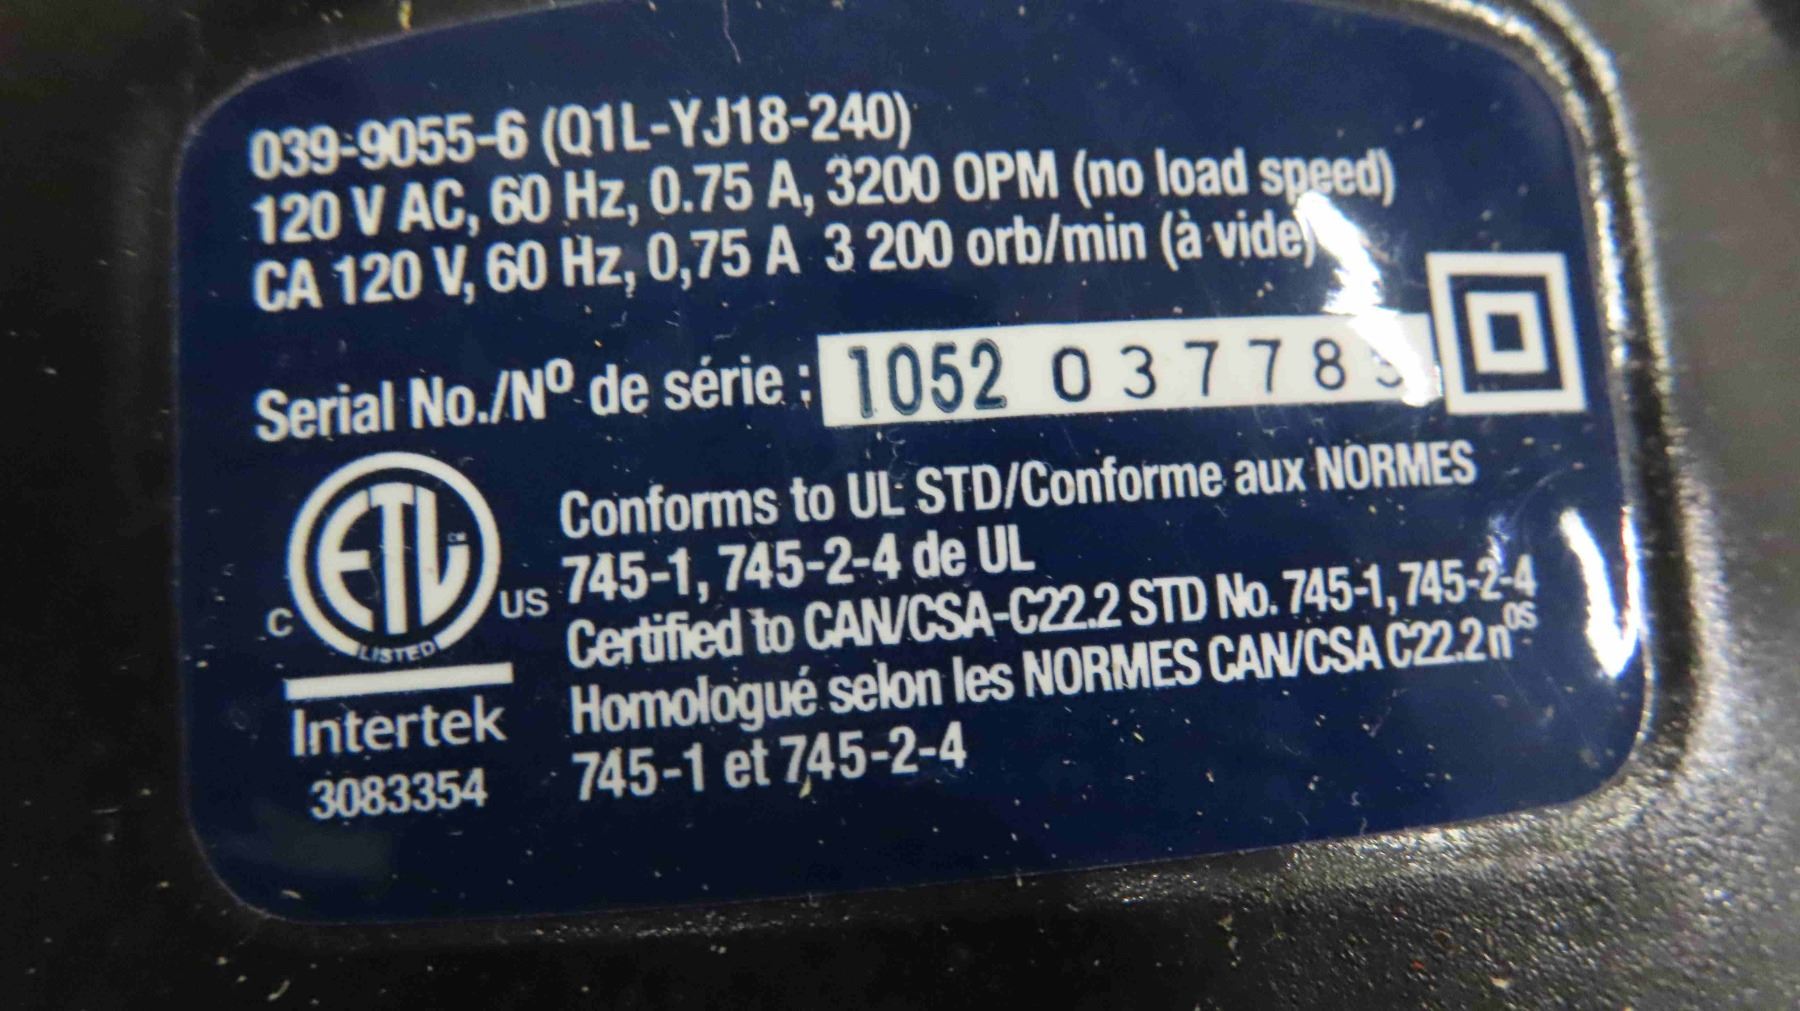 039-9055-6 (Q1L-YJ18-240)
120 V AC, 60 Hz, 0.75 A, 3200 OPM (no load speed)
CA 120 V, 60 Hz, 0,75 A 3 200 orb/min (à vide)
Serial No./Nº de série : 1052 037785
C ETL CM LISTED US
Intertek
3083354
Conforms to UL STD/Conforme aux NORMES
745-1, 745-2-4 de UL
Certified to CAN/CSA-C22.2 STD No. 745-1, 745-2-4
Homologué selon les NORMES CAN/CSA C22.2 nos
745-1 et 745-2-4